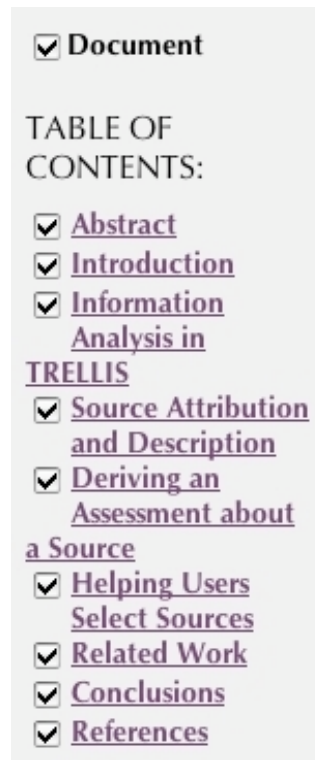 Document
TABLE OF
CONTENTS:
Abstract
Introduction
Information
Analysis in
TRELLIS
Source Attribution
and Description
Deriving an
Assessment about
a Source
Helping Users
Select Sources
Related Work
Conclusions
References